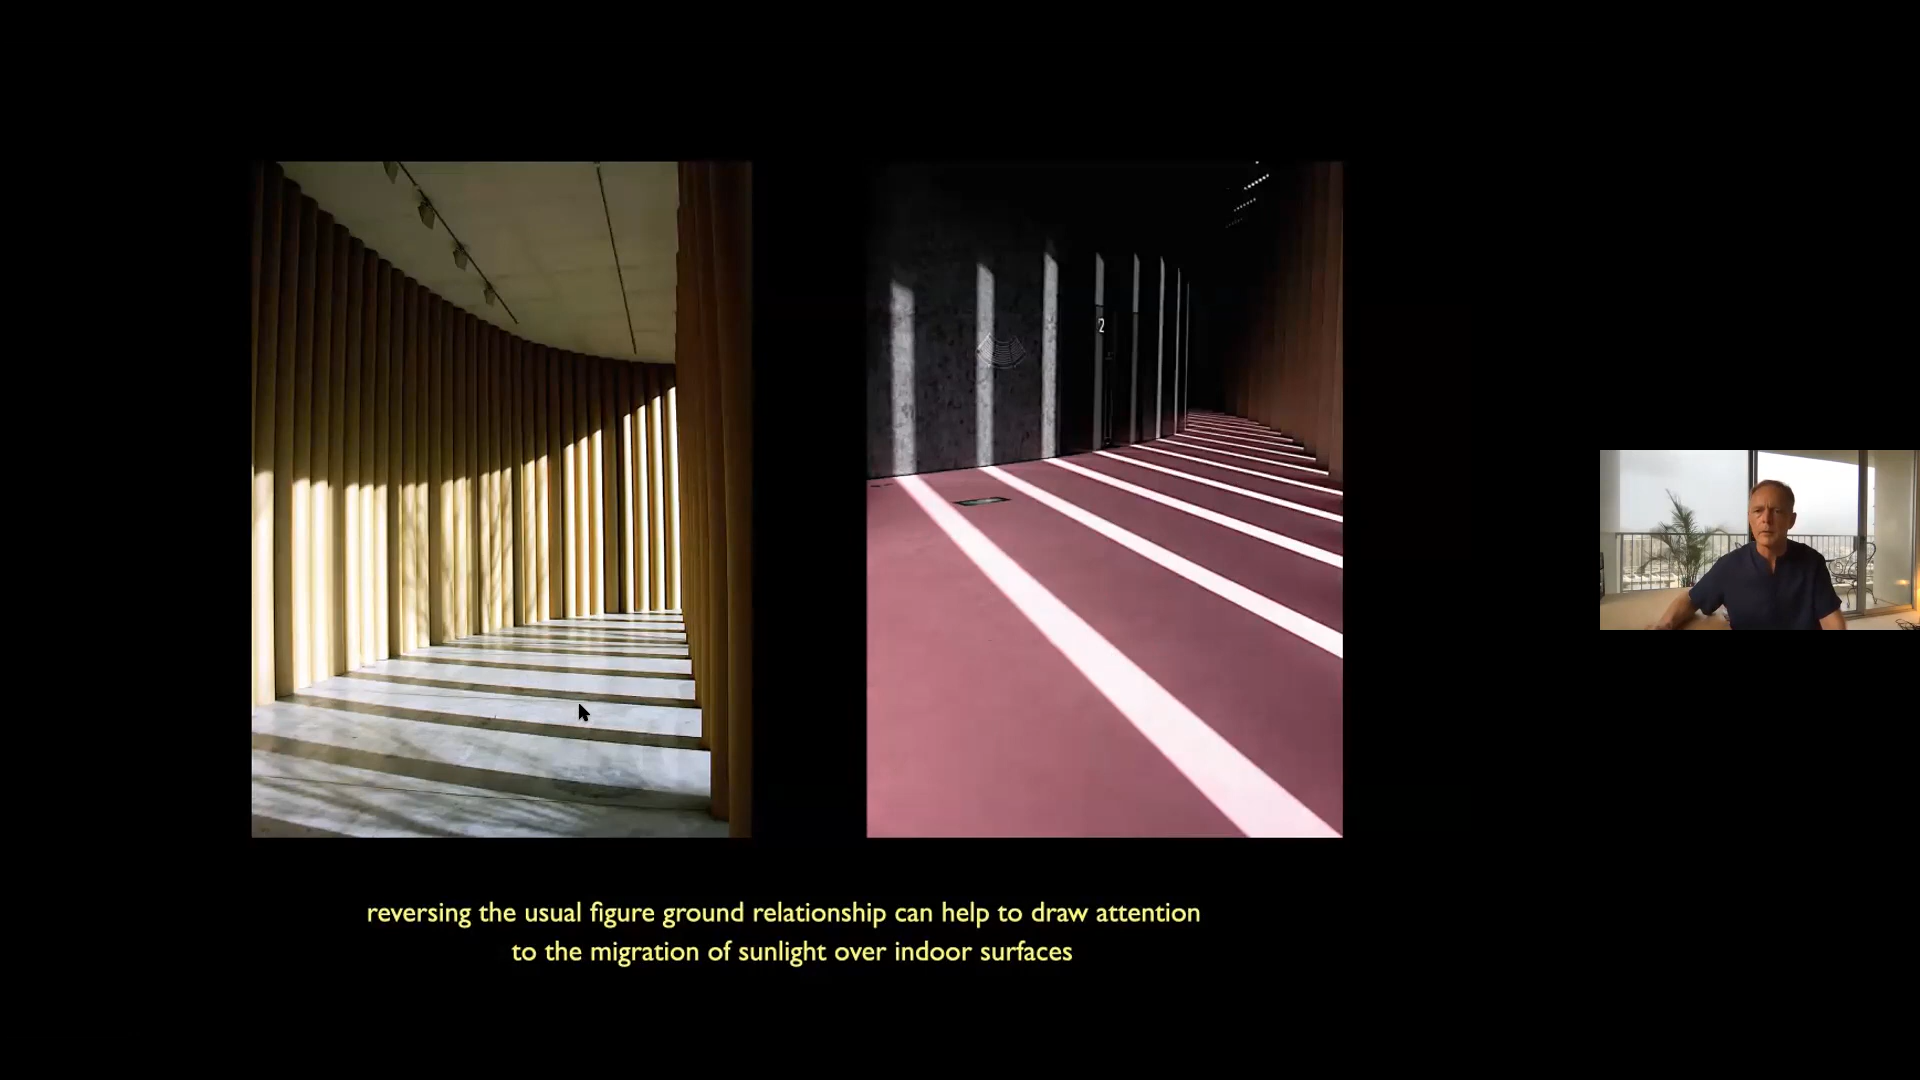 2
reversing the usual figure ground relationship can help to draw attention
to the migration of sunlight over indoor surfaces